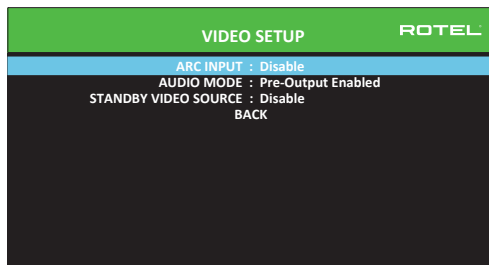 VIDEO SETUP
ROTEL
ARC INPUT : Disable
AUDIO MODE : Pre-Output Enabled
STANDBY VIDEO SOURCE : Disable
BACK